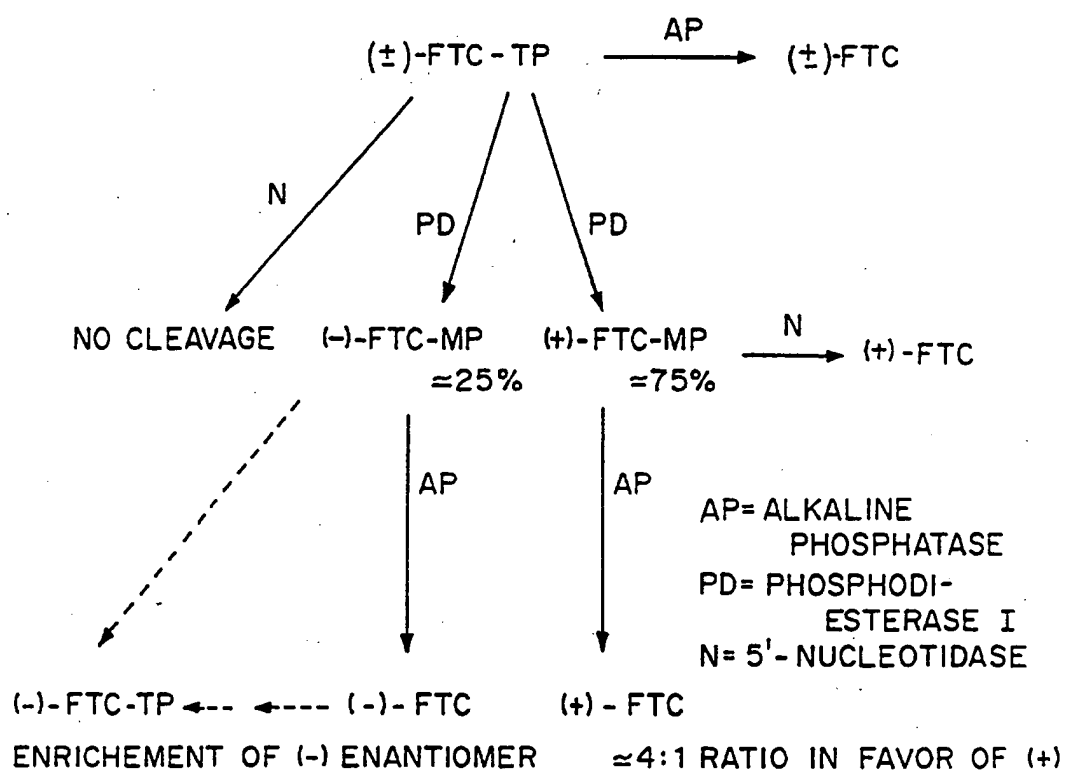 AP
(±)-FTC-TP (±)-FTC
N
PD PD
NO CLEAVAGE (-)-FTC-MP (+)-FTC-MP N (+)-FTC
≃25% ≃75%
AP AP
AP= ALKALINE
PHOSPHATASE
PD= PHOSPHODI-
ESTERASE I
N= 5'-NUCLEOTIDASE
(-)-FTC-TP (-)-FTC (+)-FTC
ENRICHEMENT OF (-) ENANTIOMER ≃4:1 RATIO IN FAVOR OF (+)